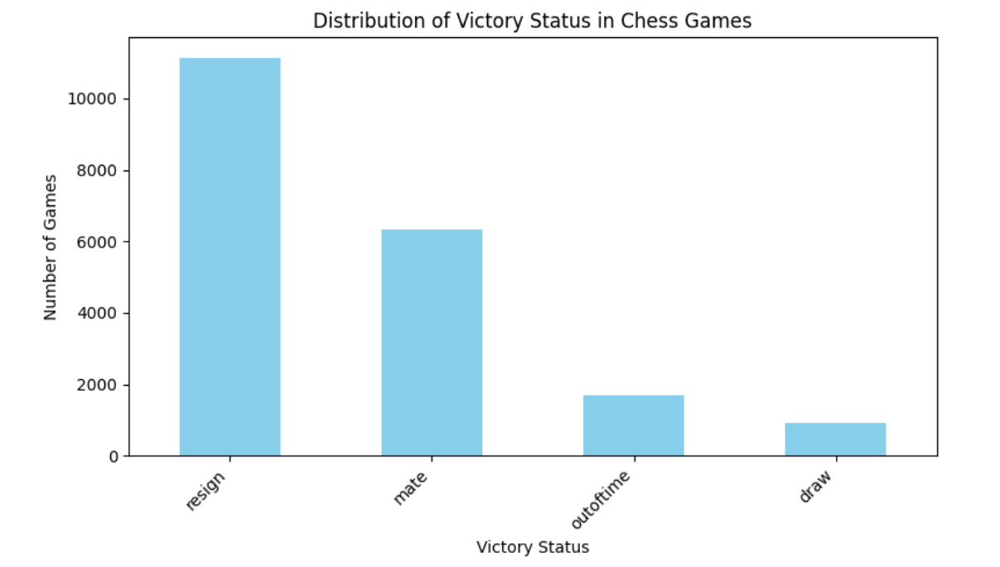 Distribution of Victory Status in Chess Games
Number of Games
10000
8000
6000
4000
2000
0
resign
mate
outoftime
draw
Victory Status